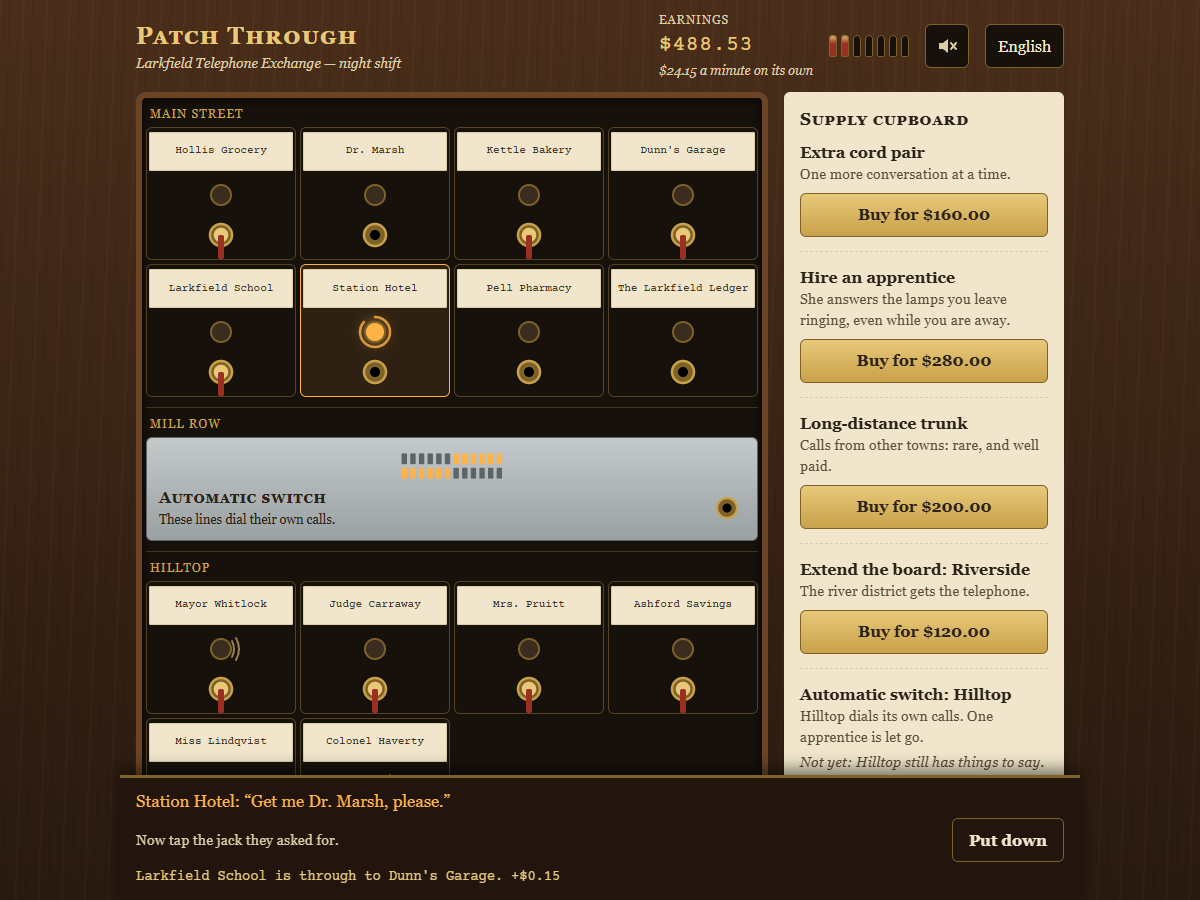 Patch Through
Larkfield Telephone Exchange — night shift
EARNINGS
$488.53
$24.15 a minute on its own
English
MAIN STREET
Hollis Grocery
Dr. Marsh
Kettle Bakery
Dunn's Garage
Larkfield School
Station Hotel
Pell Pharmacy
The Larkfield Ledger
MILL ROW
Automatic switch
These lines dial their own calls.
HILLTOP
Mayor Whitlock
Judge Carraway
Mrs. Pruitt
Ashford Savings
Miss Lindqvist
Colonel Haverty
Supply cupboard
Extra cord pair
One more conversation at a time.
Buy for $160.00
Hire an apprentice
She answers the lamps you leave
ringing, even while you are away.
Buy for $280.00
Long-distance trunk
Calls from other towns: rare, and well
paid.
Buy for $200.00
Extend the board: Riverside
The river district gets the telephone.
Buy for $120.00
Automatic switch: Hilltop
Hilltop dials its own calls. One
apprentice is let go.
Not yet: Hilltop still has things to say.
Station Hotel: “Get me Dr. Marsh, please.”
Now tap the jack they asked for.
Put down
Larkfield School is through to Dunn's Garage. +$0.15